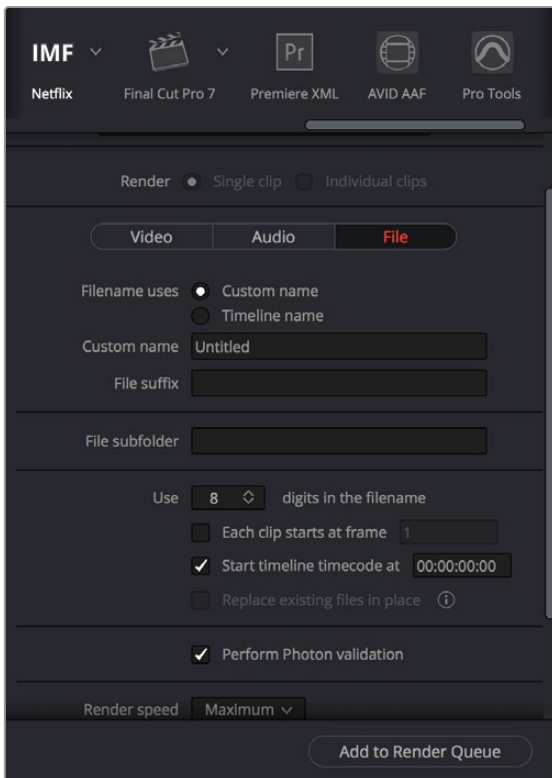 IMF Pr
Netflix Final Cut Pro 7 Premiere XML AVID AAF Pro Tools
Render Single clip Individual clips
Video Audio File
Filename uses Custom name
Timeline name
Custom name Untitled
File suffix
File subfolder
Use 8 digits in the filename
Each clip starts at frame 1
Start timeline timecode at 00:00:00:00
Replace existing files in place
Perform Photon validation
Render speed Maximum
Add to Render Queue